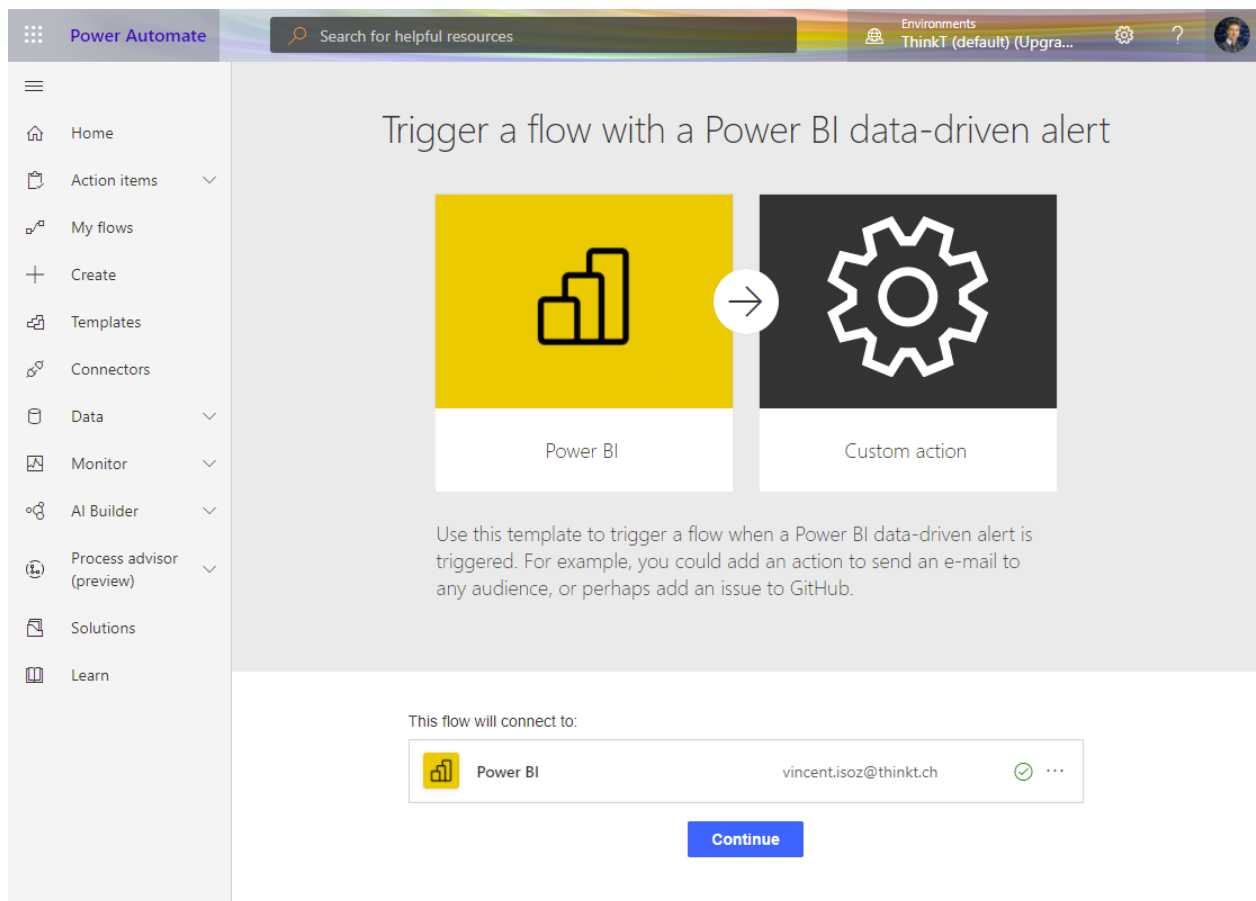 Power Automate
Search for helpful resources
Environments
ThinkT (default) (Upgra...
?
Home
Action items
My flows
Create
Templates
Connectors
Data
Monitor
AI Builder
Process advisor
(preview)
Solutions
Learn
Trigger a flow with a Power BI data-driven alert
Power BI
Custom action
Use this template to trigger a flow when a Power BI data-driven alert is
triggered. For example, you could add an action to send an e-mail to
any audience, or perhaps add an issue to GitHub.
This flow will connect to:
Power BI vincent.isoz@thinkt.ch ...
Continue